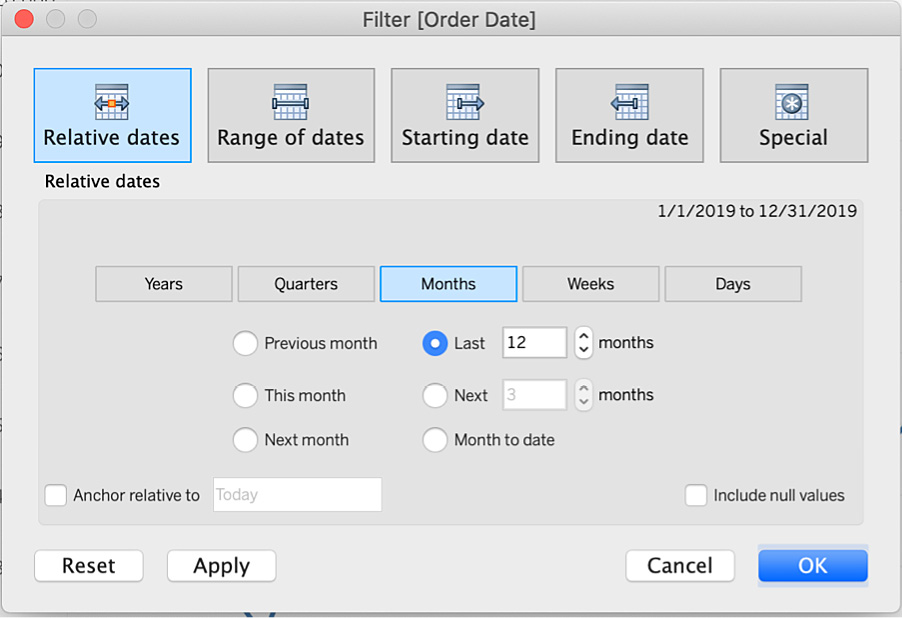 Filter [Order Date]
Relative dates Range of dates Starting date Ending date Special
Relative dates
1/1/2019 to 12/31/2019
Years Quarters Months Weeks Days
Previous month Last 12 months
This month Next 3 months
Next month Month to date
Anchor relative to Today Include null values
Reset Apply Cancel OK